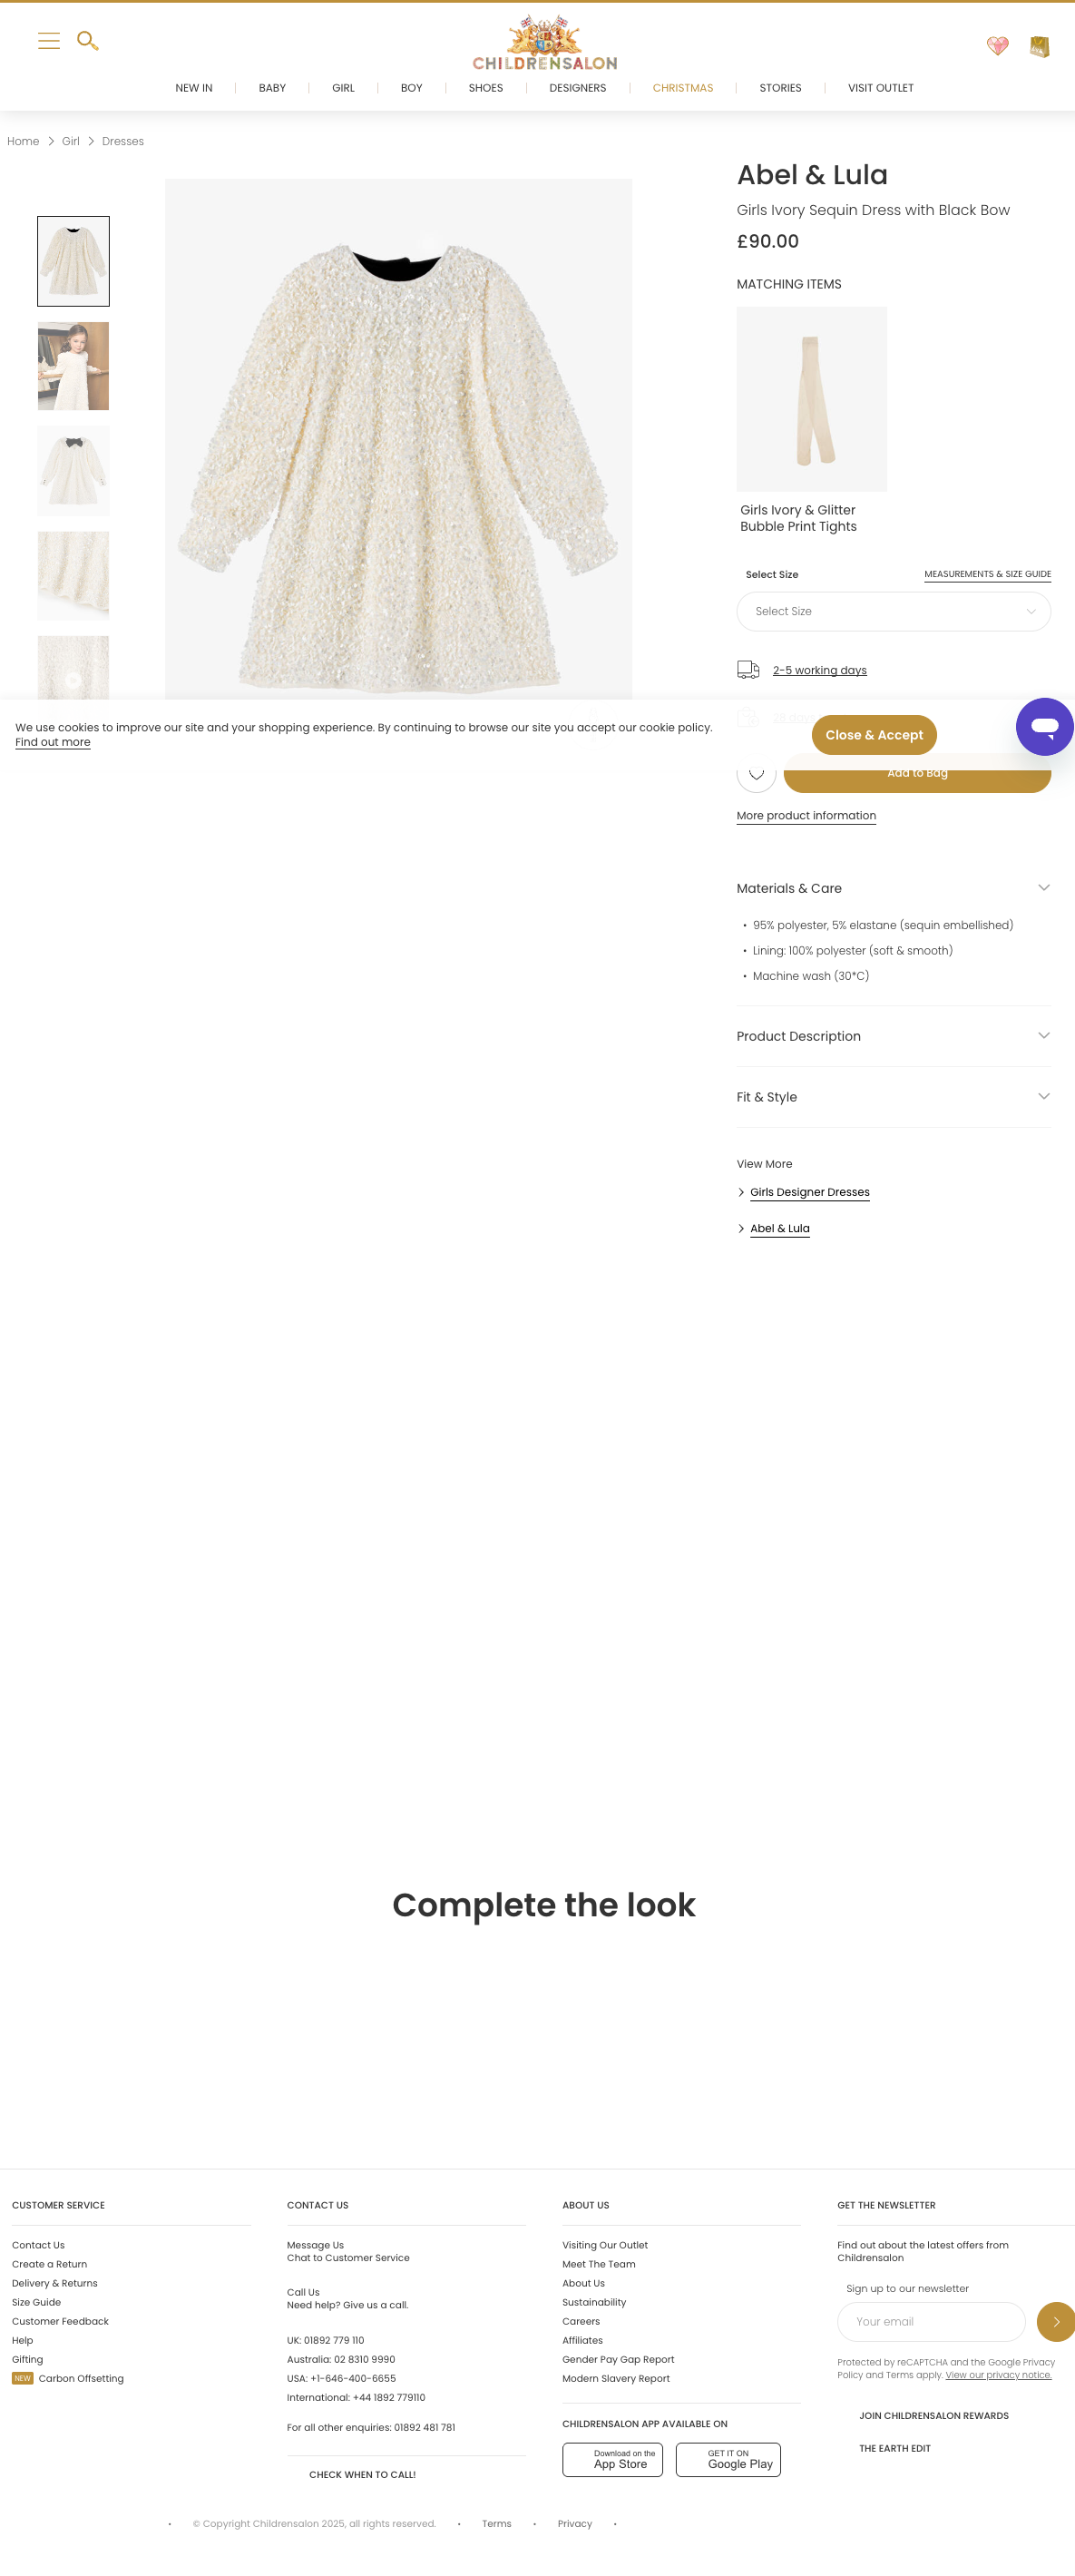 CHILDRENSALON
NEW IN
BABY
GIRL
BOY
SHOES
DESIGNERS
CHRISTMAS
STORIES
VISIT OUTLET
Home
Girl
Dresses
Abel & Lula
Girls Ivory Sequin Dress with Black Bow
£90.00
MATCHING ITEMS
Girls Ivory & Glitter
Bubble Print Tights
Select Size
MEASUREMENTS & SIZE GUIDE
Select Size
2-5 working days
We use cookies to improve our site and your shopping experience. By continuing to browse our site you accept our cookie policy.
Find out more
Close & Accept
Add to Bag
More product information
Materials & Care
• 95% polyester, 5% elastane (sequin embellished)
• Lining: 100% polyester (soft & smooth)
• Machine wash (30*C)
Product Description
Fit & Style
View More
Girls Designer Dresses
Abel & Lula
Complete the look
CUSTOMER SERVICE
Contact Us
Create a Return
Delivery & Returns
Size Guide
Customer Feedback
Help
Gifting
NEW Carbon Offsetting
CONTACT US
Message Us
Chat to Customer Service
Call Us
Need help? Give us a call.
UK: 01892 779 110
Australia: 02 8310 9990
USA: +1-646-400-6655
International: +44 1892 779110
For all other enquiries: 01892 481 781
CHECK WHEN TO CALL!
ABOUT US
Visiting Our Outlet
Meet The Team
About Us
Sustainability
Careers
Affiliates
Gender Pay Gap Report
Modern Slavery Report
CHILDRENSALON APP AVAILABLE ON
Download on the
App Store
GET IT ON
Google Play
GET THE NEWSLETTER
Find out about the latest offers from
Childrensalon
Sign up to our newsletter
Your email
Protected by reCAPTCHA and the Google Privacy
Policy and Terms apply. View our privacy notice.
JOIN CHILDRENSALON REWARDS
THE EARTH EDIT
• © Copyright Childrensalon 2025, all rights reserved. • Terms • Privacy •